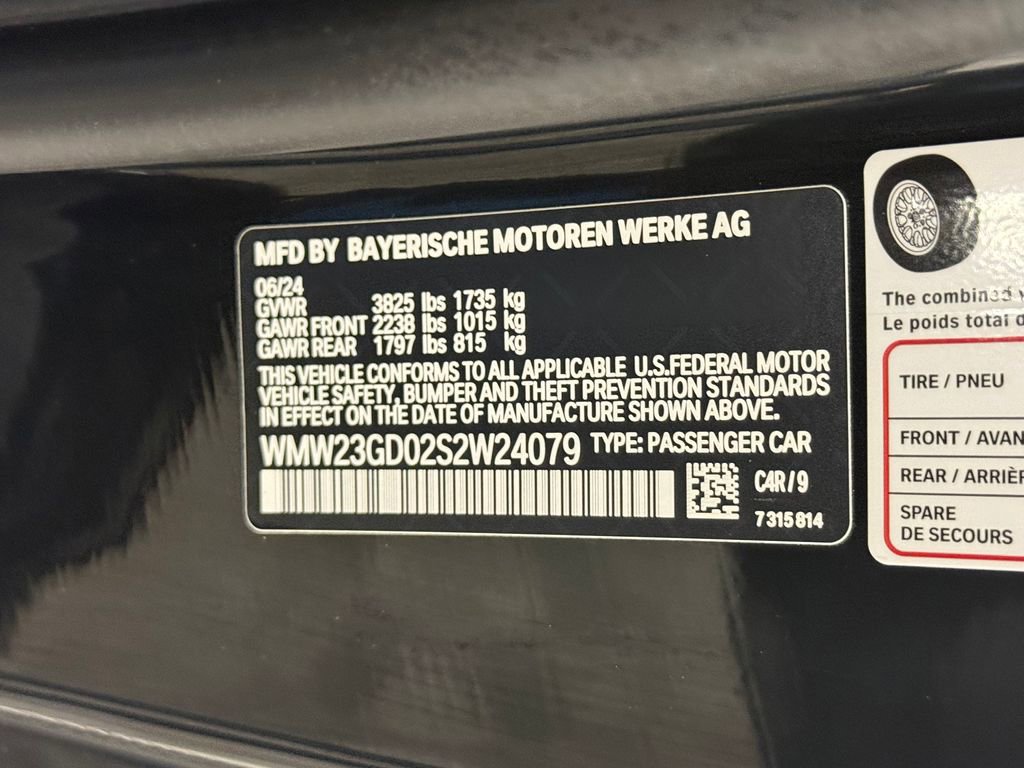 MFD BY BAYERISCHE MOTOREN WERKE AG
06/24
GVWR 3825 lbs 1735 kg
GAWR FRONT 2238 lbs 1015 kg
GAWR REAR 1797 lbs 815 kg
THIS VEHICLE CONFORMS TO ALL APPLICABLE U.S.FEDERAL MOTOR
VEHICLE SAFETY, BUMPER AND THEFT PREVENTION STANDARDS
IN EFFECT ON THE DATE OF MANUFACTURE SHOWN ABOVE.
WMW23GD02S2W24079 TYPE: PASSENGER CAR
C4R/9
7315814
The combined
Le poids total
TIRE / PNEU
FRONT / AVAN
REAR / ARRIÈR
SPARE
DE SECOURS